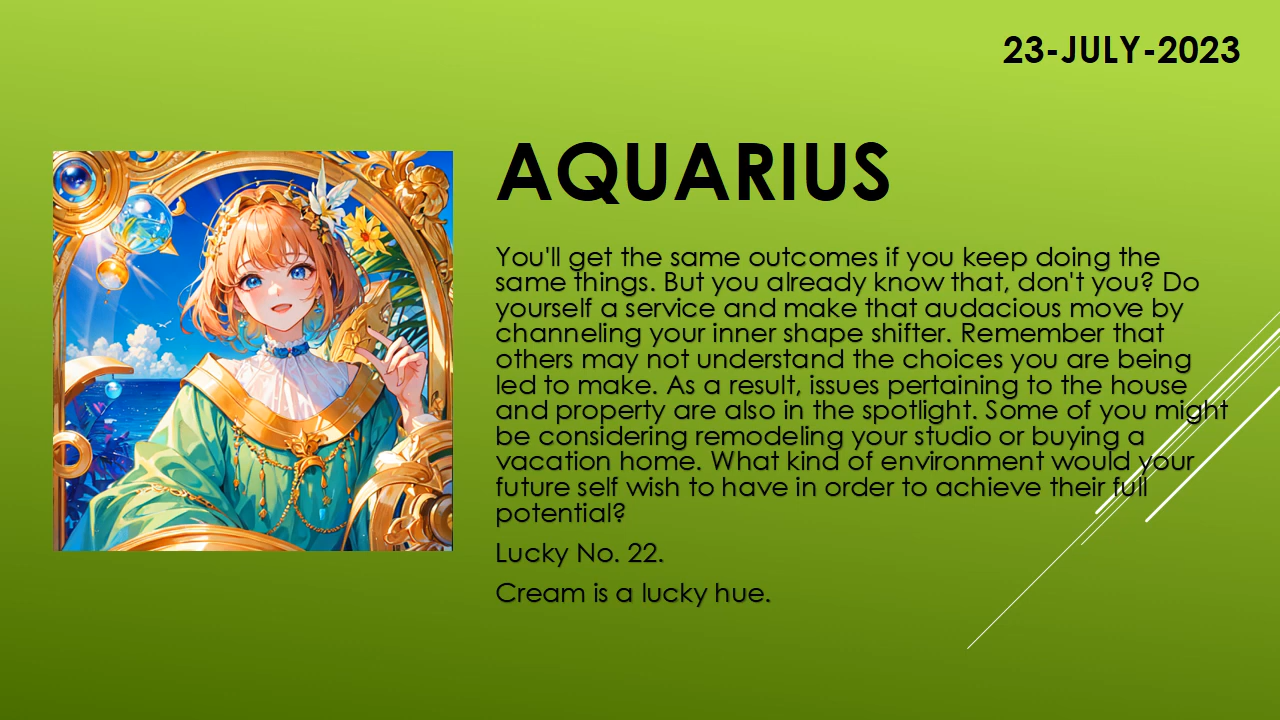 23-JULY-2023
AQUARIUS
You'll get the same outcomes if you keep doing the
same things. But you already know that, don't you? Do
yourself a service and make that audacious move by
channeling your inner shape shifter. Remember that
others may not understand the choices you are being
led to make. As a result, issues pertaining to the house
and property are also in the spotlight. Some of you might
be considering remodeling your studio or buying a
vacation home. What kind of environment would your
future self wish to have in order to achieve their full
potential?
Lucky No. 22.
Cream is a lucky hue.